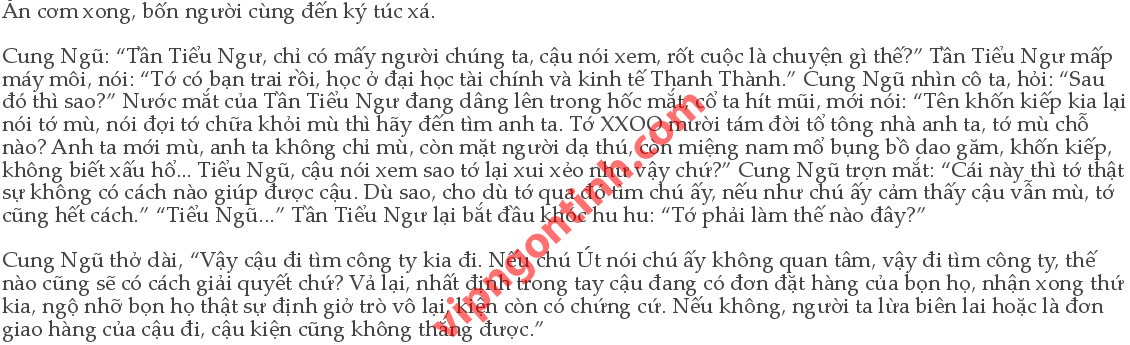 Ăn cơm xong, bốn người cùng đến ký túc xá.
Cung Ngũ: “Tần Tiểu Ngư, chỉ có mấy người chúng ta, cậu nói xem, rốt cuộc là chuyện gì thế?” Tần Tiểu Ngư mấp
máy môi, nói: “Tớ có bạn trai rồi, học ở đại học tài chính và kinh tế Thanh Thành.” Cung Ngũ nhìn cô ta, hỏi: “Sau
đó thì sao?” Nước mắt của Tần Tiểu Ngư đang dâng lên trong hốc mắt, cổ ta hít mũi, mới nói: “Tên khốn kiếp kia lại
nói tớ mù, nói đợi tớ chữa khỏi mù thì hãy đến tìm anh ta. Tớ XXOO mười tám đời tổ tông nhà anh ta, tớ mù chỗ
nào? Anh ta mới mù, anh ta không chỉ mù, còn mặt người dạ thú, còn miệng nam mổ bụng bồ dao găm, khốn kiếp,
không biết xấu hổ... Tiểu Ngũ, cậu nói xem sao tớ lại xui xẻo như vậy chứ?” Cung Ngũ trợn mắt: “Cái này thì tớ thật
sự không có cách nào giúp được cậu. Dù sao, cho dù tớ qua đó tìm chú ấy, nếu như chú ấy cảm thấy cậu vẫn mù, tớ
cũng hết cách.” “Tiểu Ngũ...” Tần Tiểu Ngư lại bắt đầu khóc hu hu: “Tớ phải làm thế nào đây?”
Cung Ngũ thở dài, “Vậy cậu đi tìm công ty kia đi. Nếu chú Út nói chú ấy không quan tâm, vậy đi tìm công ty, thế
nào cũng sẽ có cách giải quyết chứ? Vả lại, nhất định trong tay cậu đang có đơn đặt hàng của bọn họ, nhận xong thứ
kia, ngộ nhỡ bọn họ thật sự định giở trò vô lại, kiện còn có chứng cứ. Nếu không, người ta lừa biên lai hoặc là đơn
giao hàng của cậu đi, cậu kiện cũng không thắng được.”
vipngontinh.com